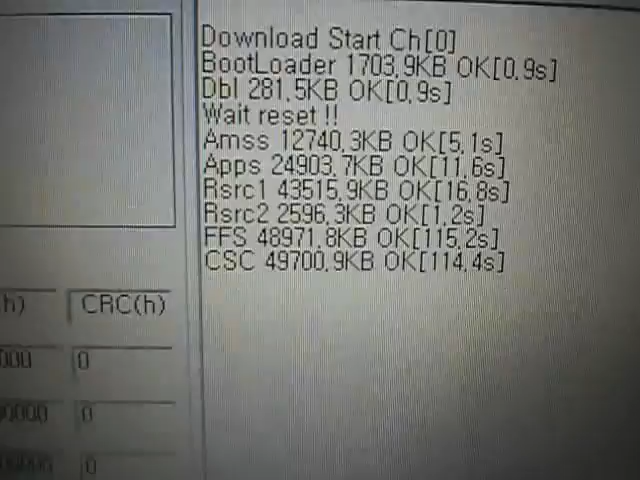 Download Start Ch[0]
BootLoader 1703,9KB OK[0,9s]
Dbl 281,5KB OK[0,9s]
Wait reset !!
Amss 12740,3KB OK[5,1s]
Apps 24903,7KB OK[11,6s]
Rsrc1 43515,9KB OK[16,8s]
Rsrc2 2596,3KB OK[1,2s]
FFS 48971,8KB OK[115,2s]
CSC 49700,9KB OK[114,4s]
h) CRC(h)
000 0
0000 0
00000 0